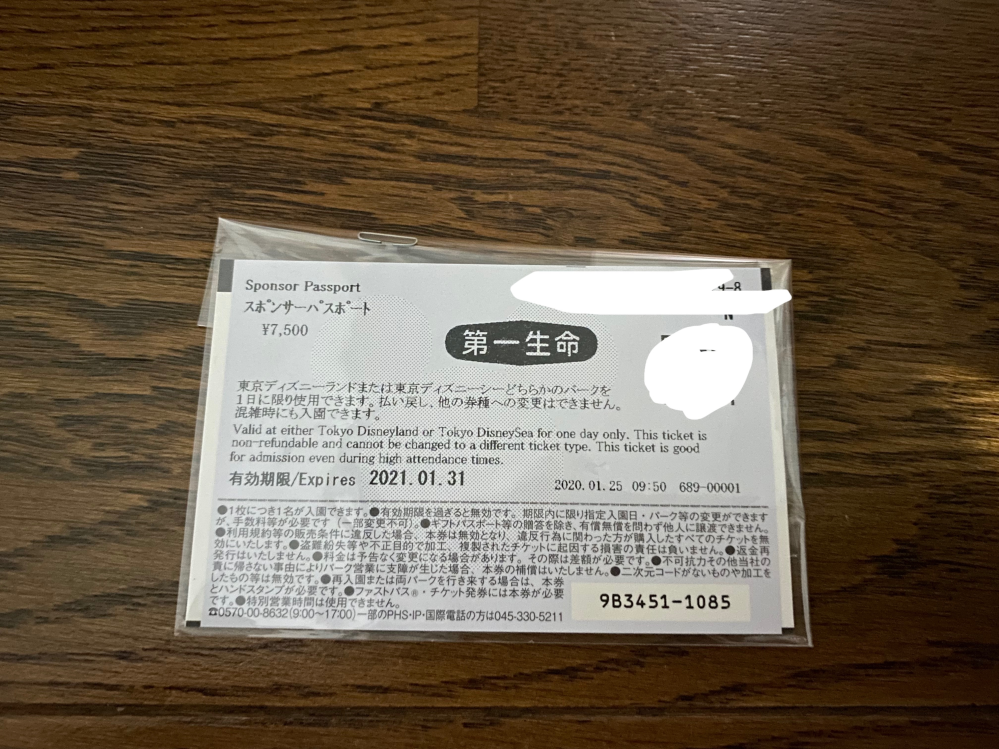 Sponsor Passport
スポンサーパスポート
¥7,500
9-8
N
第一生命
東京ディズニーランドまたは東京ディズニーシーどちらかのパークを
1日に限り使用できます。払い戻し、他の券種への変更はできません。
混雑時にも入園できます。
Valid at either Tokyo Disneyland or Tokyo DisneySea for one day only. This ticket is
non-refundable and cannot be changed to a different ticket type. This ticket is good
for admission even during high attendance times.
有効期限/Expires 2021.01.31
2020.01.25 09:50 689-00001
●1枚につき1名が入園できます。●有効期限を過ぎると無効です。期限内に限り指定入園日・パーク等の変更ができます
が、手数料等が必要です（一部変更不可）。●ギフトパスポート等の贈答を除き、有償無償を問わず他人に譲渡できません。
●利用規約等の販売条件に違反した場合、本券は無効となり、違反行為に関わった方が購入したすべてのチケットを無
効にいたします。●盗難紛失等や不正目的で加工、複製されたチケットに起因する損害の責任は負いません。●返金再
発行はいたしません。●料金は予告なく変更になる場合があります。その際は差額が必要です。●不可抗力その他当社の
責に帰さない事由によりパーク営業に支障が生じた場合、本券の補償はいたしません。●二次元コードがないものや加工を
したもの等は無効です。●再入園または両パークを行き来する場合は、本券
とハンドスタンプが必要です。●ファストパス®・チケット発券には本券が必要
です。●特別営業時間は使用できません。
☎0570-00-8632(9:00〜17:00)一部のPHS・IP・国際電話の方は045-330-5211
9B3451-1085